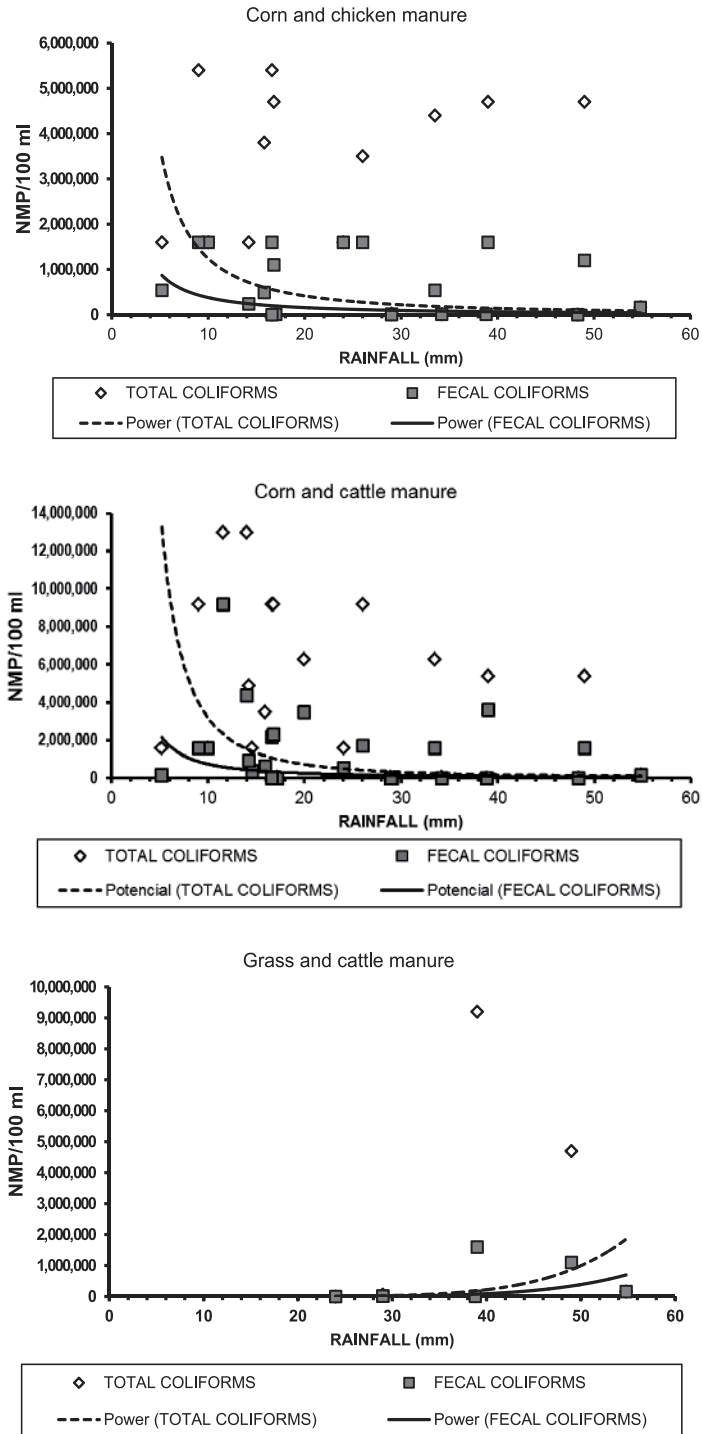 Corn and chicken manure
6,000,000
5,000,000
4,000,000
3,000,000
2,000,000
1,000,000
0
NMP/100 ml
0 10 20 30 40 50 60
RAINFALL (mm)
TOTAL COLIFORMS FECAL COLIFORMS
Power (TOTAL COLIFORMS) Power (FECAL COLIFORMS)
Corn and cattle manure
14,000,000
12,000,000
10,000,000
8,000,000
6,000,000
4,000,000
2,000,000
0
NMP/100 ml
0 10 20 30 40 50 60
RAINFALL (mm)
TOTAL COLIFORMS FECAL COLIFORMS
Potencial (TOTAL COLIFORMS) Potencial (FECAL COLIFORMS)
Grass and cattle manure
10,000,000
9,000,000
8,000,000
7,000,000
6,000,000
5,000,000
4,000,000
3,000,000
2,000,000
1,000,000
0
NMP/100 ml
0 10 20 30 40 50 60
RAINFALL (mm)
TOTAL COLIFORMS FECAL COLIFORMS
Power (TOTAL COLIFORMS) Power (FECAL COLIFORMS)